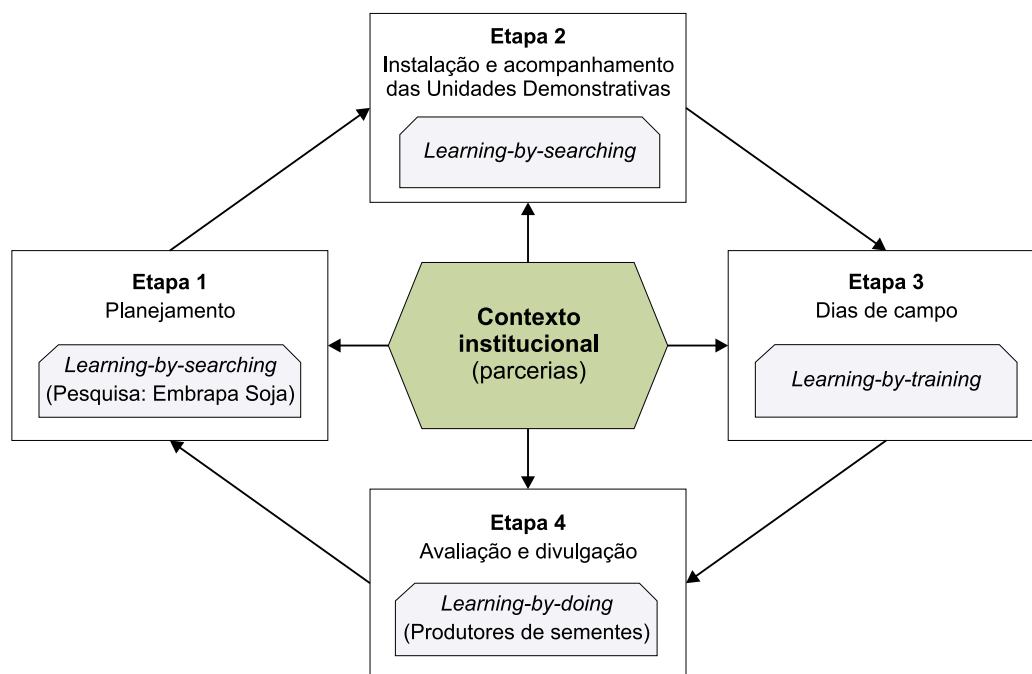 Etapa 2
Instalação e acompanhamento
das Unidades Demonstrativas
Learning-by-searching
Etapa 1
Planejamento
Learning-by-searching
(Pesquisa: Embrapa Soja)
Contexto
institucional
(parcerias)
Etapa 3
Dias de campo
Learning-by-training
Etapa 4
Avaliação e divulgação
Learning-by-doing
(Produtores de sementes)